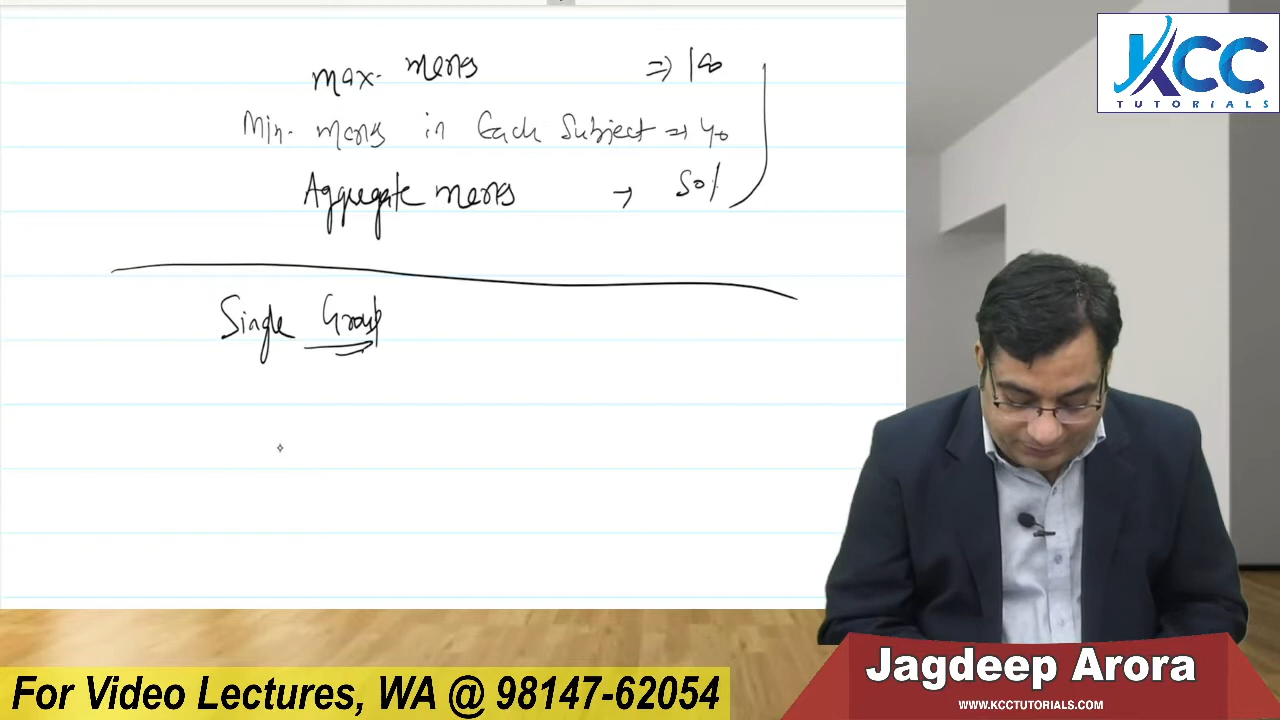 max. marks => 100
Min. marks in Each Subject => 40
Aggregate marks → 50%
Single Group
KCC
TUTORIALS
Jagdeep Arora
WWW.KCCTUTORIALS.COM
For Video Lectures, WA @ 98147-62054